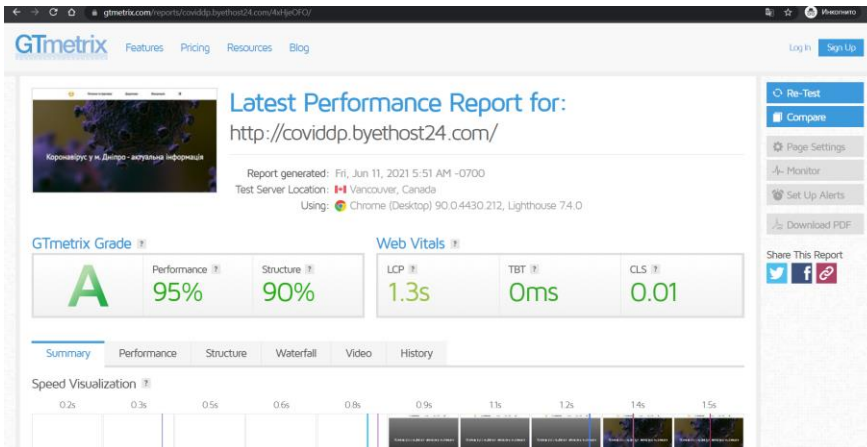 gtmetrix.com/reports/coviddp.byethost24.com/4xHjeOFO/
Инкогнито
GTmetrix
Features Pricing Resources Blog
Log In Sign Up
Коронавірус у м. Дніпро - актуальна інформація
Latest Performance Report for:
http://coviddp.byethost24.com/
Report generated: Fri, Jun 11, 2021 5:51 AM -0700
Test Server Location: Vancouver, Canada
Using: Chrome (Desktop) 90.0.4430.212, Lighthouse 7.4.0
Re-Test
Compare
Page Settings
Monitor
Set Up Alerts
Download PDF
Share This Report
GTmetrix Grade ?
A
Performance ?
95%
Structure ?
90%
Web Vitals ?
LCP ?
1.3s
TBT ?
0ms
CLS ?
0.01
Summary Performance Structure Waterfall Video History
Speed Visualization ?
0.2s 0.3s 0.5s 0.6s 0.8s 0.9s 1.1s 1.2s 1.4s 1.5s